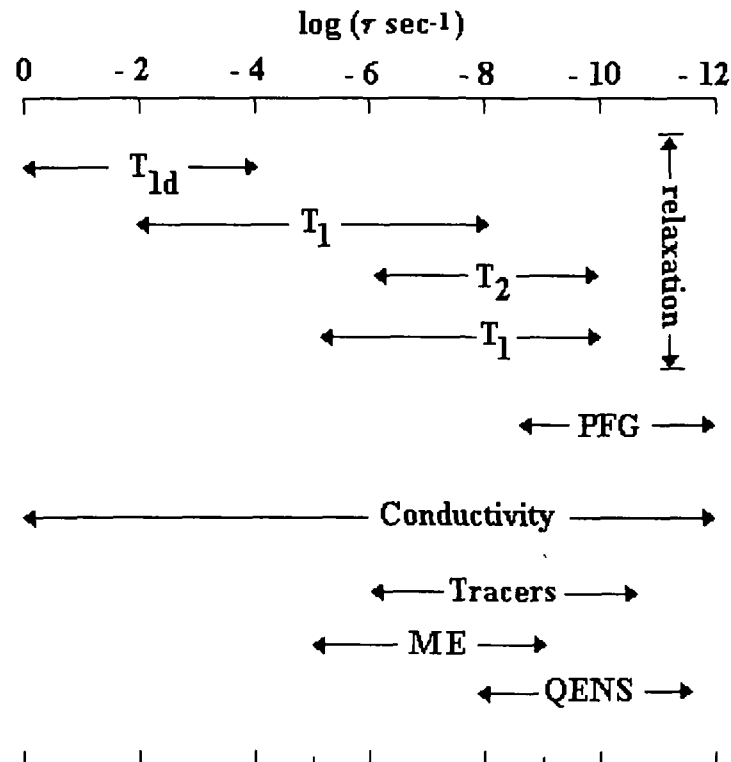 log (τ sec-1)
0 - 2 - 4 - 6 - 8 - 10 - 12
T1d
T1
T2
T1
relaxation
PFG
Conductivity
Tracers
ME
QENS